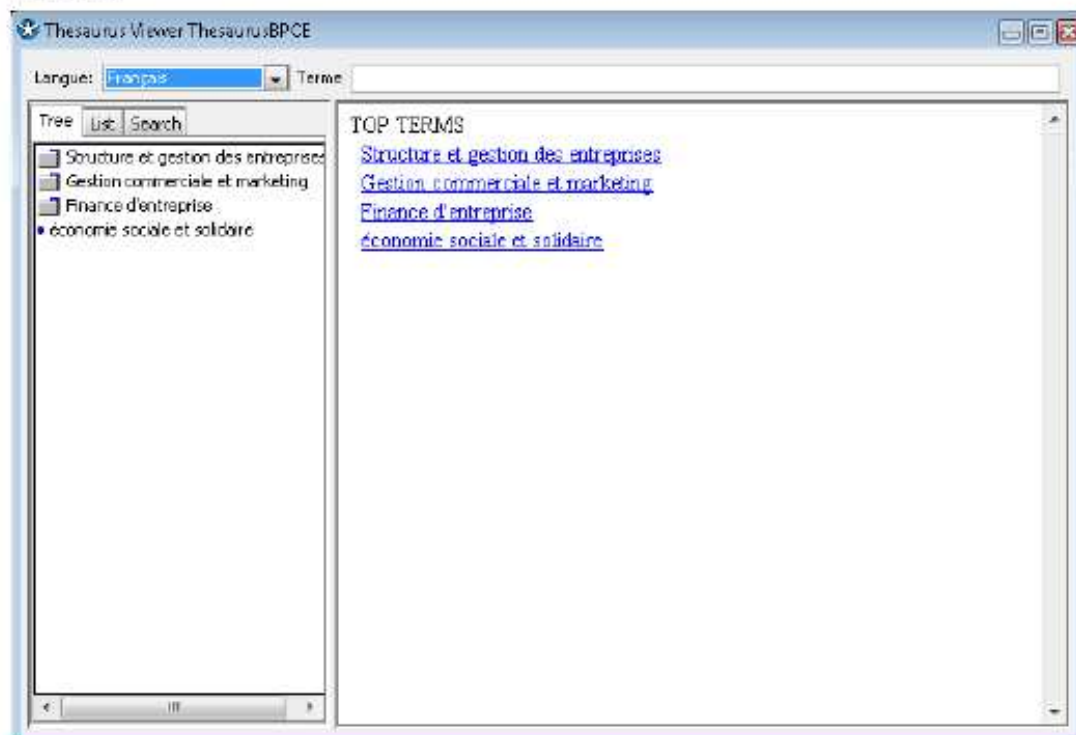 Thesaurus Viewer ThesaurusBPCE
Langue: Français Terme
Tree List Search
Structure et gestion des entreprises
Gestion commerciale et marketing
Finance d'entreprise
économie sociale et solidaire
TOP TERMS
Structure et gestion des entreprises
Gestion commerciale et marketing
Finance d'entreprise
économie sociale et solidaire